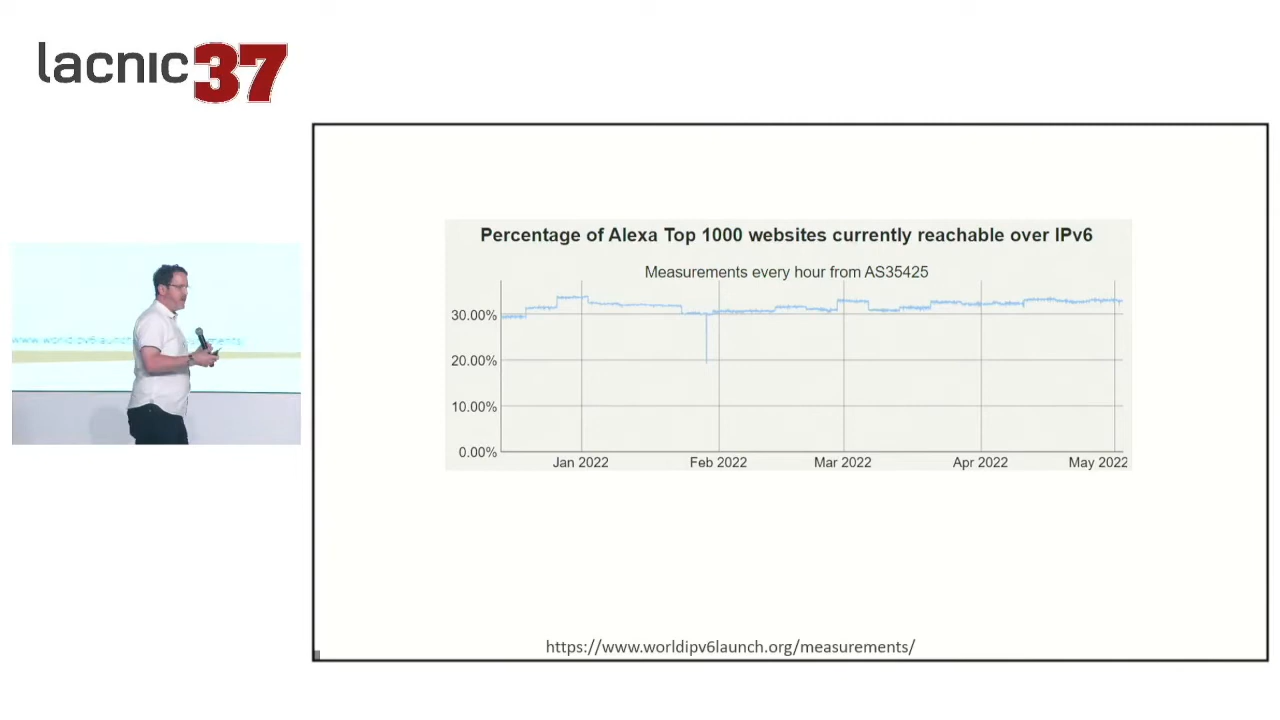 lacnic 37
Percentage of Alexa Top 1000 websites currently reachable over IPv6
Measurements every hour from AS35425
30.00%
20.00%
10.00%
0.00%
Jan 2022
Feb 2022
Mar 2022
Apr 2022
May 2022
https://www.worldipv6launch.org/measurements/